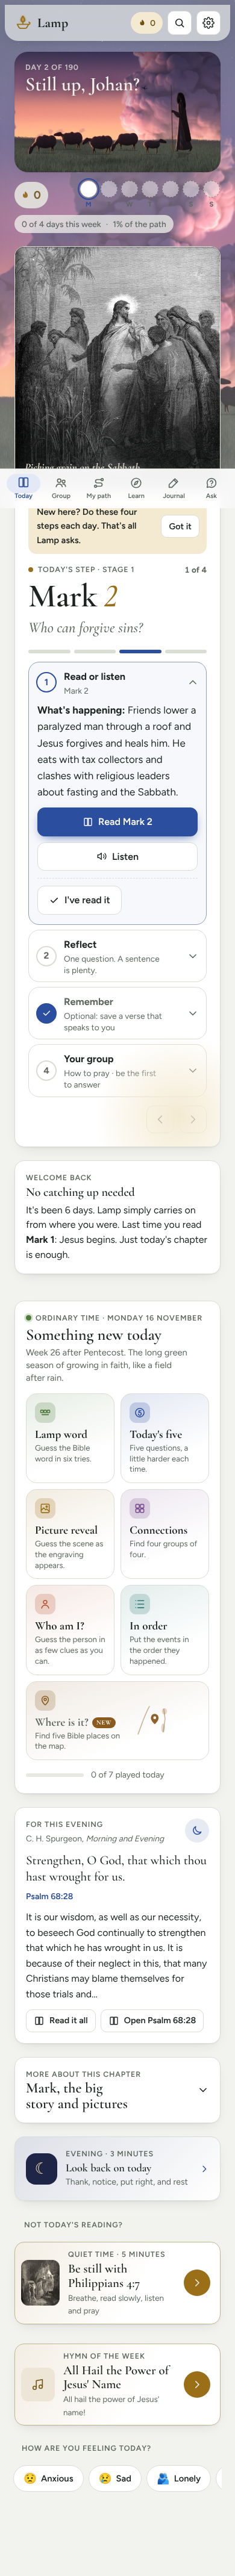 Lamp
0
DAY 2 OF 190
Still up, Johan?
0
M
S
0 of 4 days this week · 1% of the path
Picking grain on the Sabbath
Today
Group
My path
Learn
Journal
Ask
New here? Do these four
steps each day. That's all
Lamp asks.
Got it
TODAY'S STEP · STAGE 1
1 of 4
Mark 2
Who can forgive sins?
1
Read or listen
Mark 2
What's happening: Friends lower a
paralyzed man through a roof and
Jesus forgives and heals him. He
eats with tax collectors and
clashes with religious leaders
about fasting and the Sabbath.
Read Mark 2
Listen
I've read it
2
Reflect
One question. A sentence
is plenty.
Remember
Optional: save a verse that
speaks to you
4
Your group
How to pray · be the first
to answer
WELCOME BACK
No catching up needed
It's been 6 days. Lamp simply carries on
from where you were. Last time you read
Mark 1: Jesus begins. Just today's chapter
is enough.
ORDINARY TIME · MONDAY 16 NOVEMBER
Something new today
Week 26 after Pentecost. The long green
season of growing in faith, like a field
after rain.
Lamp word
Guess the Bible
word in six tries.
Today's five
Five questions, a
little harder each
time.
Picture reveal
Guess the scene as
the engraving
appears.
Connections
Find four groups of
four.
Who am I?
Guess the person in
as few clues as you
can.
In order
Put the events in
the order they
happened.
Where is it? NEW
Find five Bible places on
the map.
0 of 7 played today
FOR THIS EVENING
C. H. Spurgeon, Morning and Evening
Strengthen, O God, that which thou
hast wrought for us.
Psalm 68:28
It is our wisdom, as well as our necessity,
to beseech God continually to strengthen
that which he has wrought in us. It is
because of their neglect in this, that many
Christians may blame themselves for
those trials and...
Read it all
Open Psalm 68:28
MORE ABOUT THIS CHAPTER
Mark, the big
story and pictures
EVENING · 3 MINUTES
Look back on today
Thank, notice, put right, and rest
NOT TODAY'S READING?
QUIET TIME · 5 MINUTES
Be still with
Philippians 4:7
Breathe, read slowly, listen
and pray
HYMN OF THE WEEK
All Hail the Power of
Jesus' Name
All hail the power of Jesus'
name!
HOW ARE YOU FEELING TODAY?
Anxious
Sad
Lonely